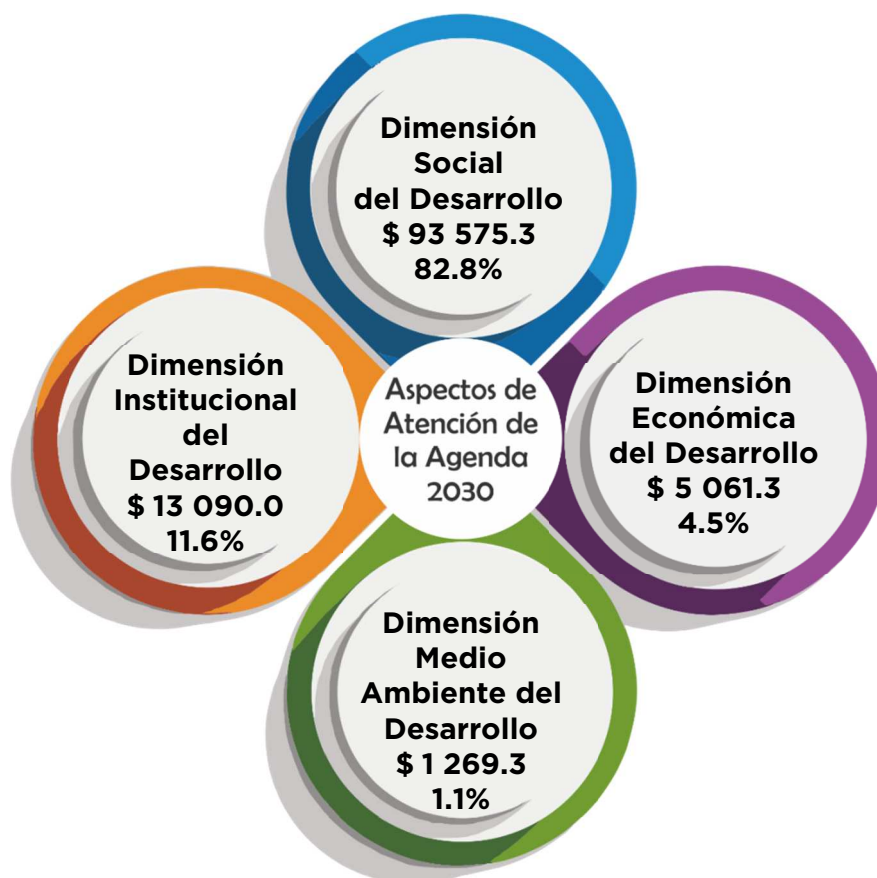 Dimensión
Social
del Desarrollo
$ 93 575.3
82.8%
Dimensión
Institucional
del
Desarrollo
$ 13 090.0
11.6%
Aspectos de
Atención de
la Agenda
2030
Dimensión
Económica
del Desarrollo
$ 5 061.3
4.5%
Dimensión
Medio
Ambiente del
Desarrollo
$ 1 269.3
1.1%